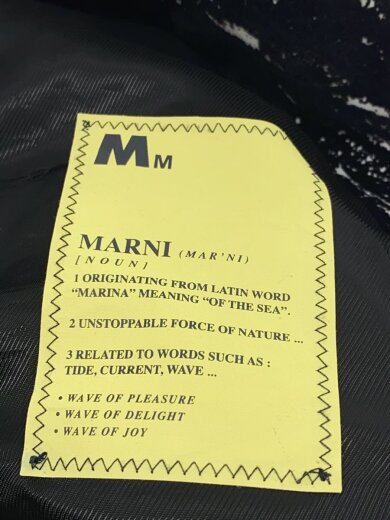 MM
MARNI (MAR'NI)
[NOUN]
1 ORIGINATING FROM LATIN WORD
“MARINA” MEANING “OF THE SEA”.
2 UNSTOPPABLE FORCE OF NATURE ...
3 RELATED TO WORDS SUCH AS :
TIDE, CURRENT, WAVE ...
• WAVE OF PLEASURE
• WAVE OF DELIGHT
• WAVE OF JOY